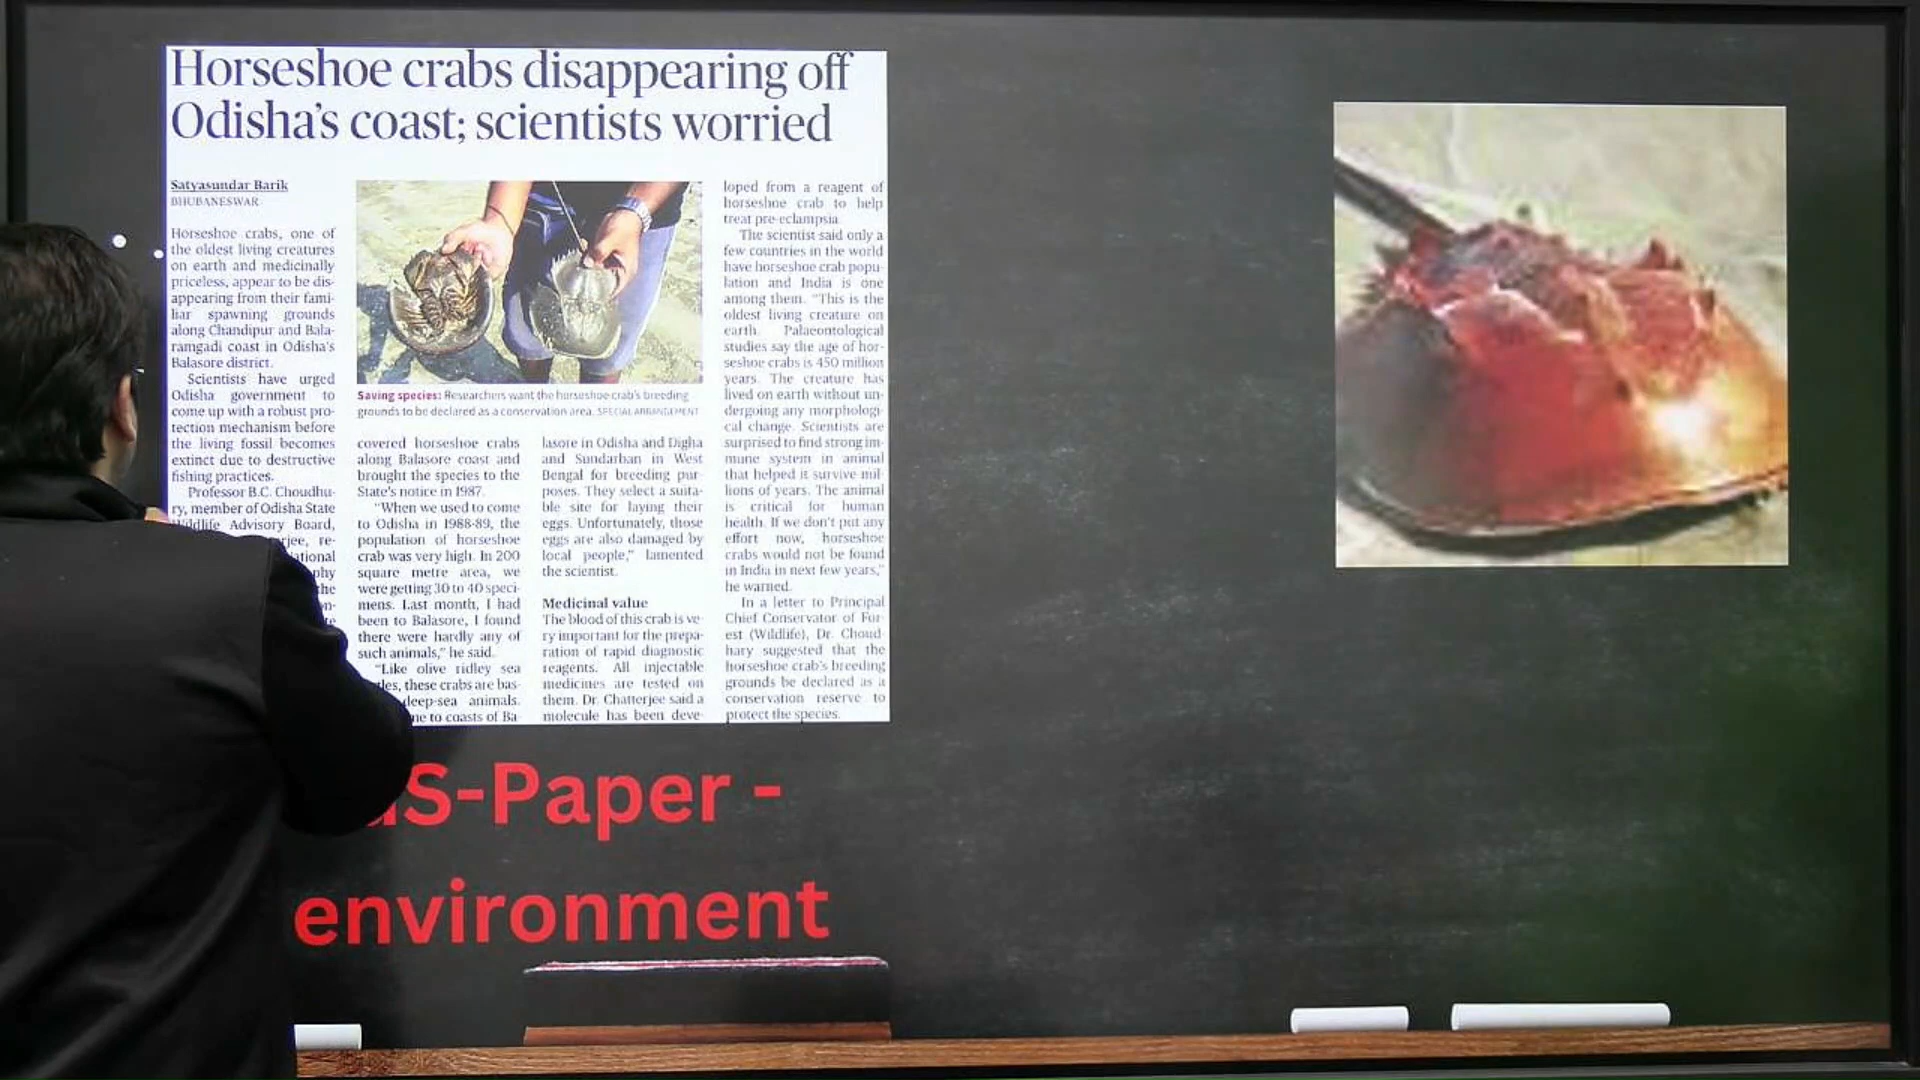 Horseshoe crabs disappearing off
Odisha's coast; scientists worried
Satyasundar Barik
BHUBANESWAR
Horseshoe crabs, one of
the oldest living creatures
on earth and medicinally
priceless, appear to be dis-
appearing from their fami-
liar spawning grounds
along Chandipur and Bala-
ramgadi coast in Odisha's
Balasore district.
Scientists have urged
Odisha government to
come up with a robust pro-
tection mechanism before
the living fossil becomes
extinct due to destructive
fishing practices.
Professor B.C. Choudhu-
ry, member of Odisha State
Wildlife Advisory Board,
Saving species: Researchers want the horseshoe crab's breeding
grounds to be declared as a conservation area. SPECIAL ARRANGEMENT
covered horseshoe crabs
along Balasore coast and
brought the species to the
State's notice in 1987.
"When we used to come
to Odisha in 1988-89, the
population of horseshoe
crab was very high. In 200
square metre area, we
were getting 30 to 40 speci-
mens. Last month, I had
been to Balasore, I found
there were hardly any of
such animals," he said.
"Like olive ridley sea
these crabs are bas-
deep-sea animals.
to coasts of Ba-
lasore in Odisha and Digha
and Sundarban in West
Bengal for breeding pur-
poses. They select a suita-
ble site for laying their
eggs. Unfortunately, those
eggs are also damaged by
local people," lamented
the scientist.
Medicinal value
The blood of this crab is ve-
ry important for the prepa-
ration of rapid diagnostic
reagents. All injectable
medicines are tested on
them. Dr. Chatterjee said a
molecule has been deve-
loped from a reagent of
horseshoe crab to help
treat pre-eclampsia.
The scientist said only a
few countries in the world
have horseshoe crab popu-
lation and India is one
among them. "This is the
oldest living creature on
earth. Palaeontological
studies say the age of hor-
seshoe crabs is 450 million
years. The creature has
lived on earth without un-
dergoing any morphologi-
cal change. Scientists are
surprised to find strong im-
mune system in animal
that helped it survive mil-
lions of years. The animal
is critical for human
health. If we don't put any
effort now, horseshoe
crabs would not be found
in India in next few years,"
he warned.
In a letter to Principal
Chief Conservator of For-
est (Wildlife), Dr. Choud-
hary suggested that the
horseshoe crab's breeding
grounds be declared as a
conservation reserve to
protect the species.
S-Paper -
environment